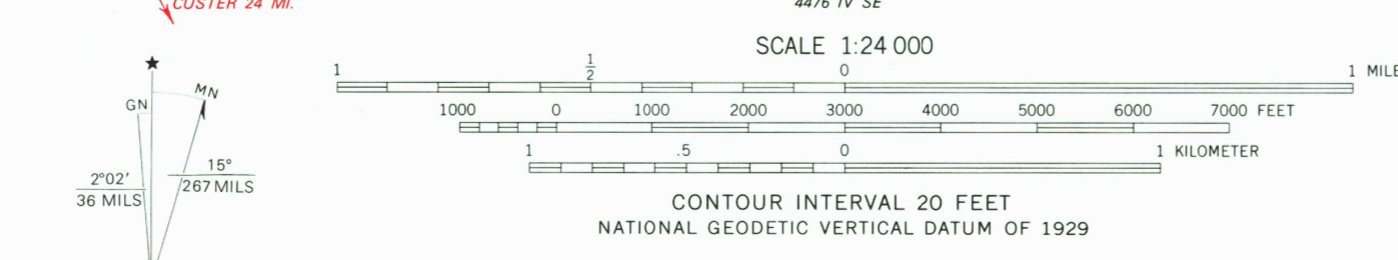 CUSTER 24 MI.
4476 IV SE
SCALE 1:24 000
1 1/2 0 1 MILE
1000 0 1000 2000 3000 4000 5000 6000 7000 FEET
1 .5 0 1 KILOMETER
CONTOUR INTERVAL 20 FEET
NATIONAL GEODETIC VERTICAL DATUM OF 1929
★
GN
MN
2°02′
36 MILS
15°
267 MILS